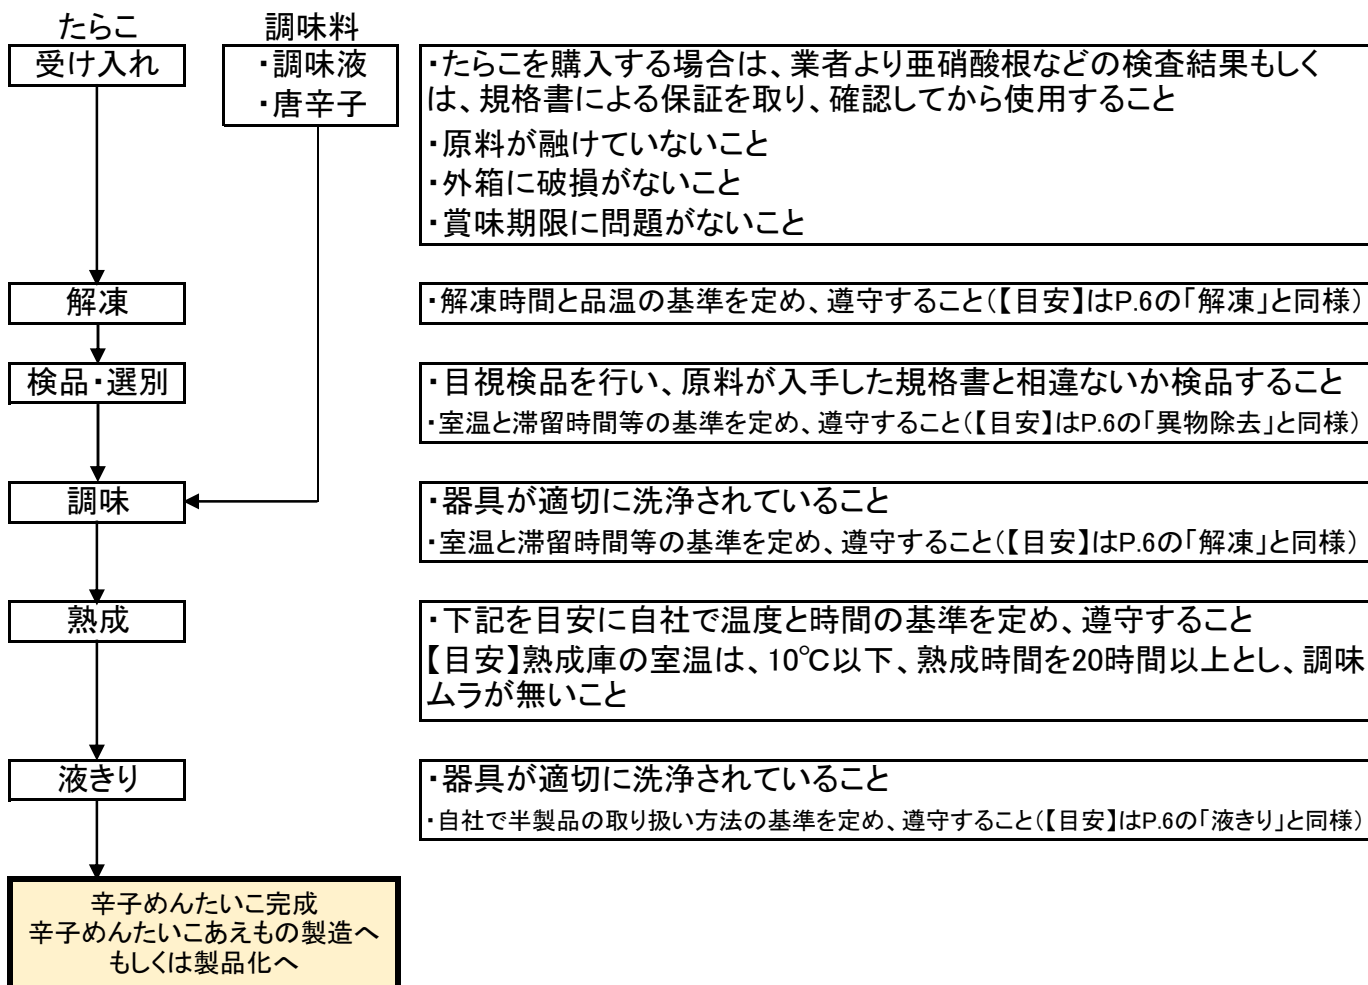 たらこ
調味料
受け入れ
・調味液
・唐辛子
・たらこを購入する場合は、業者より亜硝酸根などの検査結果もしく
は、規格書による保証を取り、確認してから使用すること
・原料が融けていないこと
・外箱に破損がないこと
・賞味期限に問題がないこと
解凍
・解凍時間と品温の基準を定め、遵守すること(【目安】はP.6の「解凍」と同様)
検品・選別
・目視検品を行い、原料が入手した規格書と相違ないか検品すること
・室温と滞留時間等の基準を定め、遵守すること(【目安】はP.6の「異物除去」と同様)
調味
・器具が適切に洗浄されていること
・室温と滞留時間等の基準を定め、遵守すること(【目安】はP.6の「解凍」と同様)
熟成
・下記を目安に自社で温度と時間の基準を定め、遵守すること
【目安】熟成庫の室温は、10℃以下、熟成時間を20時間以上とし、調味
ムラが無いこと
液きり
・器具が適切に洗浄されていること
・自社で半製品の取り扱い方法の基準を定め、遵守すること(【目安】はP.6の「液きり」と同様)
辛子めんたいこ完成
辛子めんたいこあえもの製造へ
もしくは製品化へ